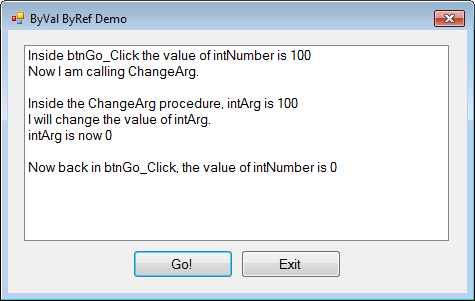 ByVal ByRef Demo
Inside btnGo_Click the value of intNumber is 100
Now I am calling ChangeArg.
Inside the ChangeArg procedure, intArg is 100
I will change the value of intArg.
intArg is now 0
Now back in btnGo_Click, the value of intNumber is 0
Go!
Exit